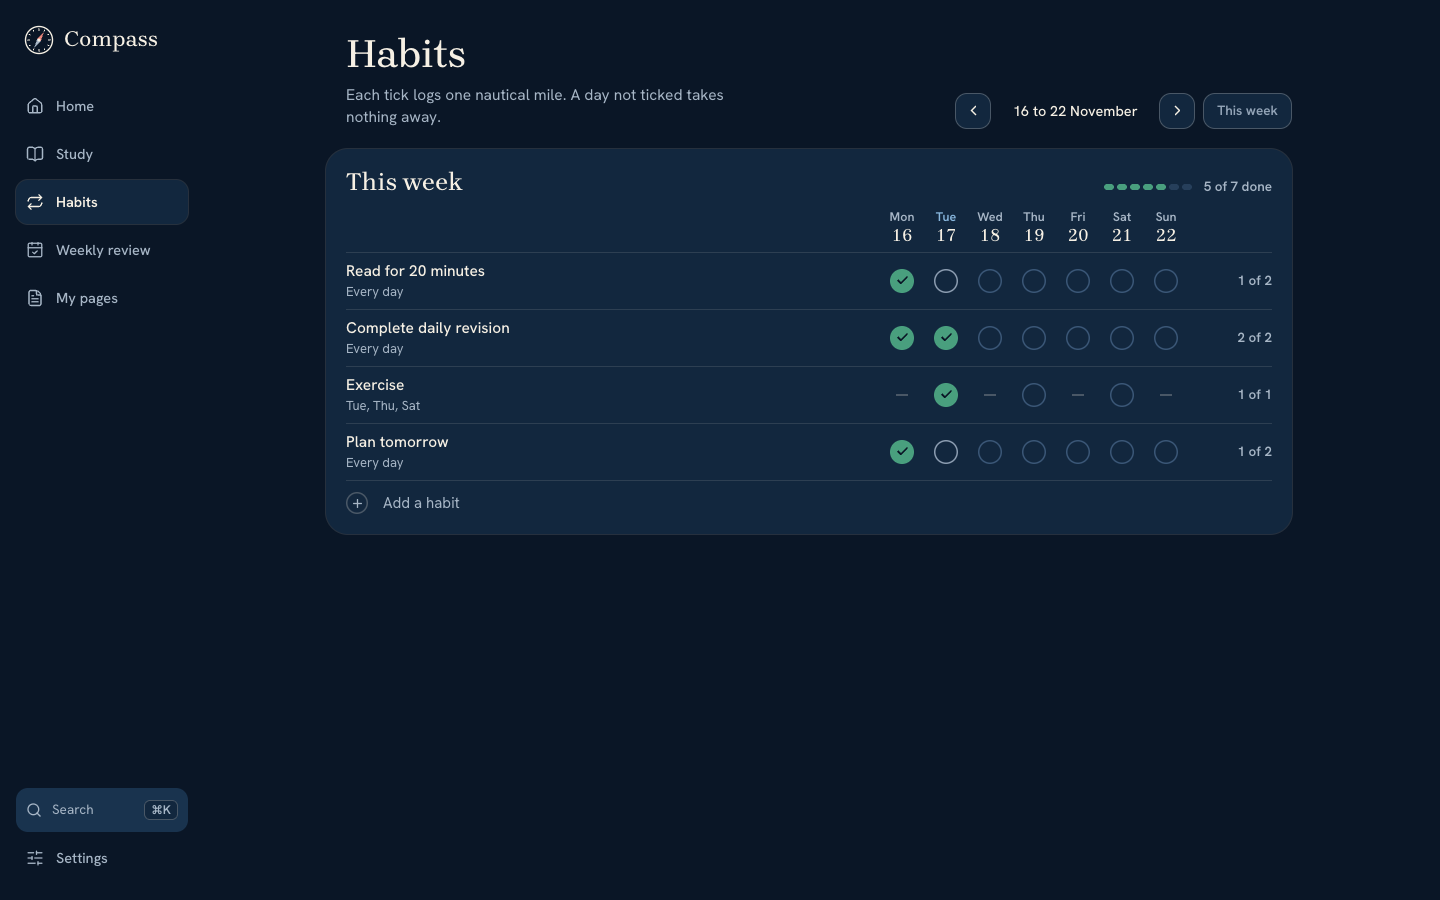 Compass
Home
Study
Habits
Weekly review
My pages
Search ⌘K
Settings
Habits
Each tick logs one nautical mile. A day not ticked takes
nothing away.
16 to 22 November
This week
This week
5 of 7 done
Mon Tue Wed Thu Fri Sat Sun
16 17 18 19 20 21 22
Read for 20 minutes
Every day
1 of 2
Complete daily revision
Every day
2 of 2
Exercise
Tue, Thu, Sat
1 of 1
Plan tomorrow
Every day
1 of 2
Add a habit